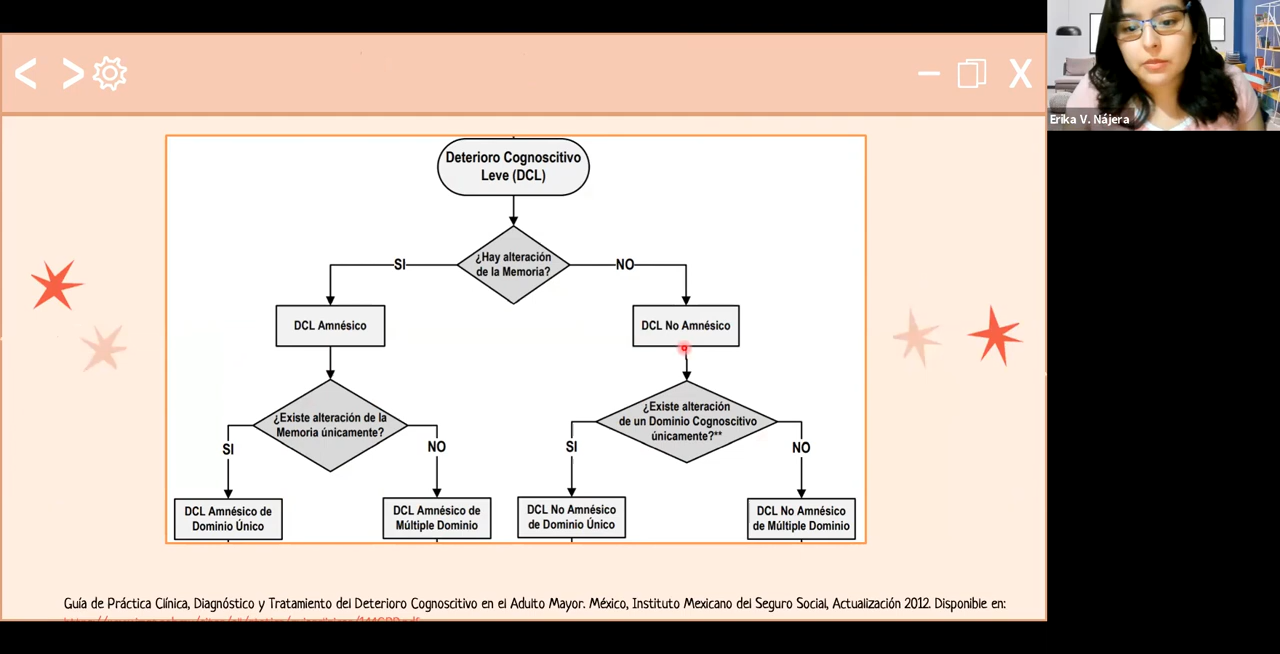 Erika V. Nájera
Deterioro Cognoscitivo
Leve (DCL)
¿Hay alteración
de la Memoria?
SI
NO
DCL Amnésico
DCL No Amnésico
¿Existe alteración de la
Memoria únicamente?
¿Existe alteración
de un Dominio Cognoscitivo
únicamente?**
SI
NO
SI
NO
DCL Amnésico de
Dominio Único
DCL Amnésico de
Múltiple Dominio
DCL No Amnésico
de Dominio Único
DCL No Amnésico
de Múltiple Dominio
Guía de Práctica Clínica, Diagnóstico y Tratamiento del Deterioro Cognoscitivo en el Adulto Mayor. México, Instituto Mexicano del Seguro Social, Actualización 2012. Disponible en: